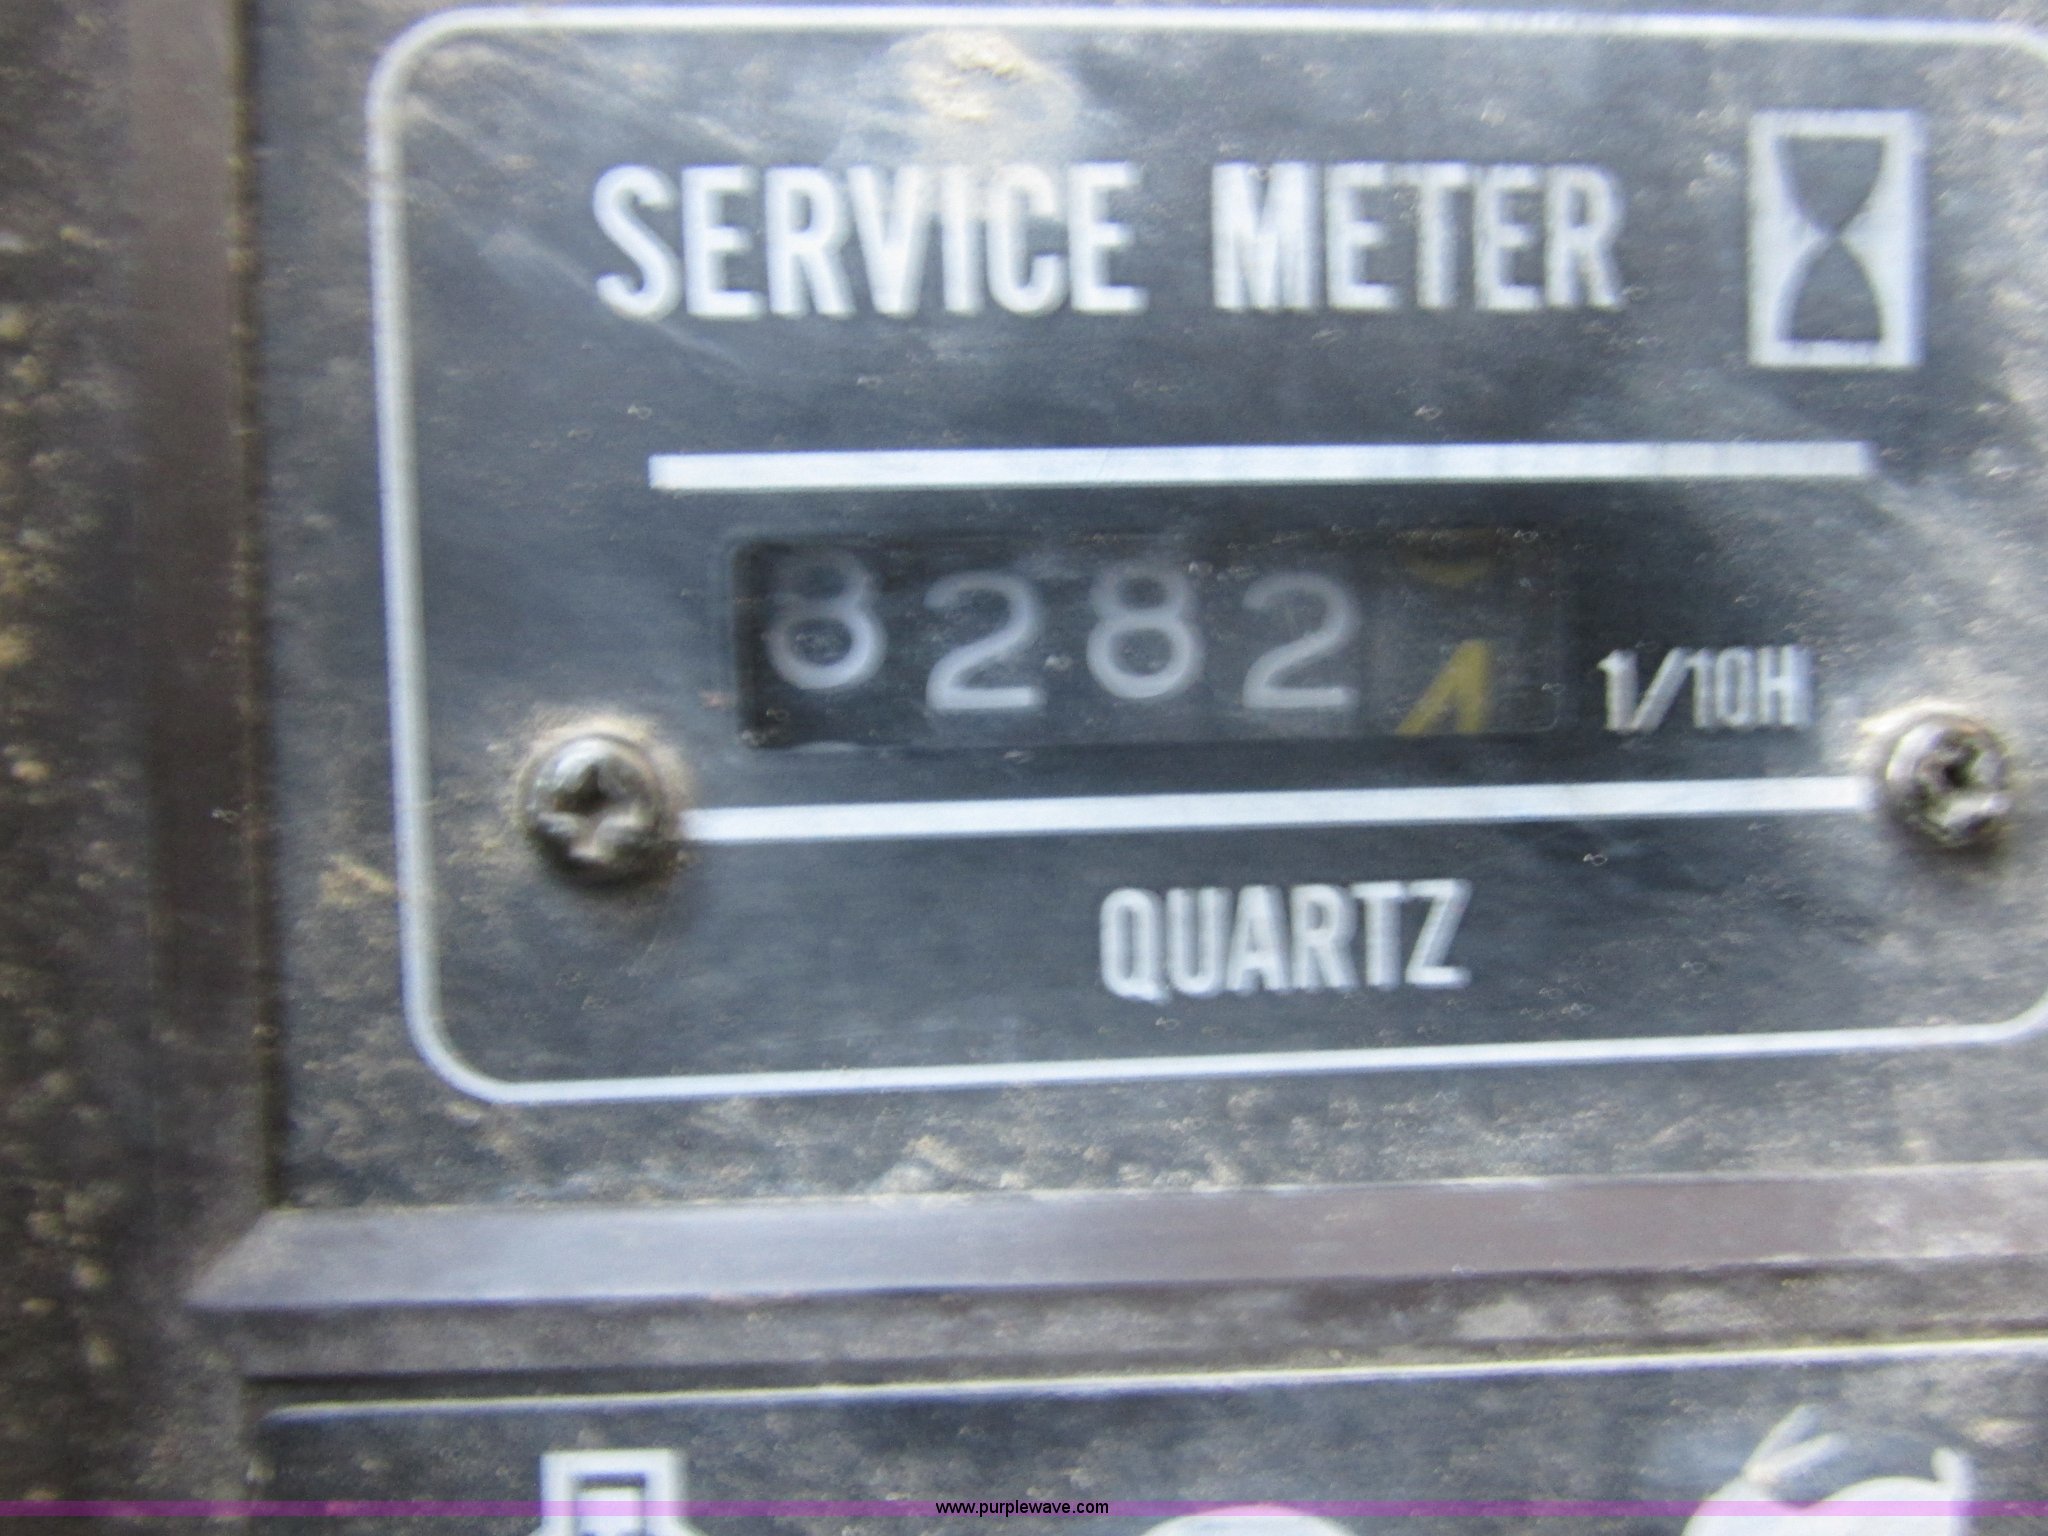 SERVICE METER
8282
1/10H
QUARTZ
www.purplewave.com